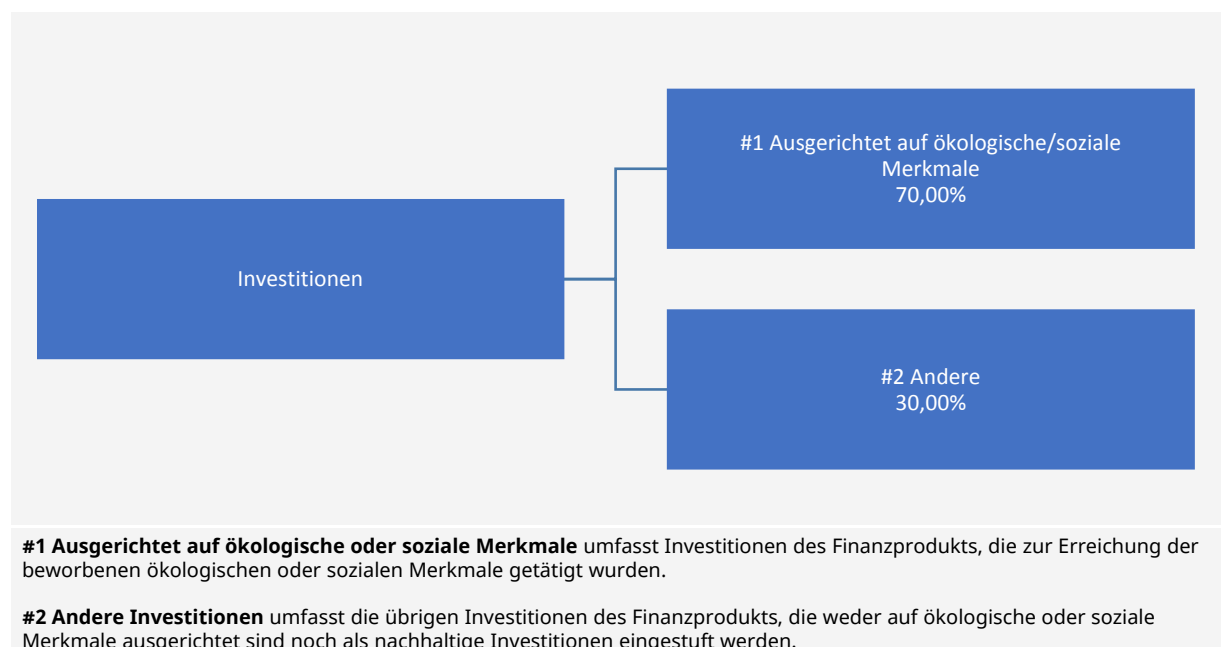 #1 Ausgerichtet auf ökologische/soziale
Merkmale
70,00%
Investitionen
#2 Andere
30,00%
#1 Ausgerichtet auf ökologische oder soziale Merkmale umfasst Investitionen des Finanzprodukts, die zur Erreichung der
beworbenen ökologischen oder sozialen Merkmale getätigt wurden.
#2 Andere Investitionen umfasst die übrigen Investitionen des Finanzprodukts, die weder auf ökologische oder soziale
Merkmale ausgerichtet sind noch als nachhaltige Investitionen eingestuft werden.